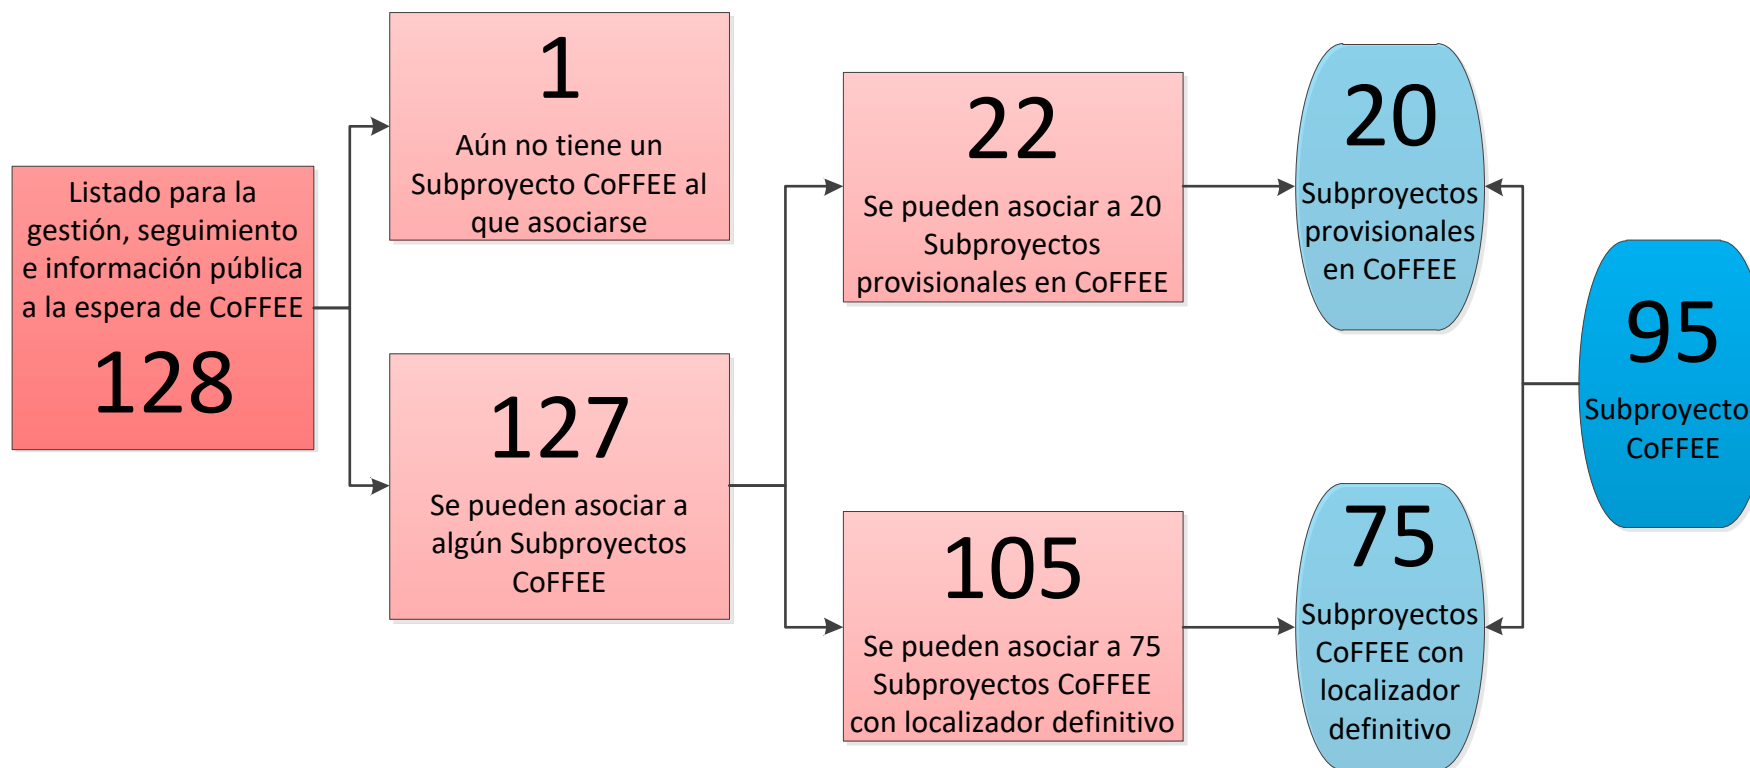 Listado para la
gestión, seguimiento
e información pública
a la espera de CoFFEE
128
1
Aún no tiene un
Subproyecto CoFFEE al
que asociarse
127
Se pueden asociar a
algún Subproyectos
CoFFEE
22
Se pueden asociar a 20
Subproyectos
provisionales en CoFFEE
105
Se pueden asociar a 75
Subproyectos CoFFEE
con localizador definitivo
20
Subproyectos
provisionales
en CoFFEE
75
Subproyectos
CoFFEE con
localizador
definitivo
95
Subproyecto
CoFFEE